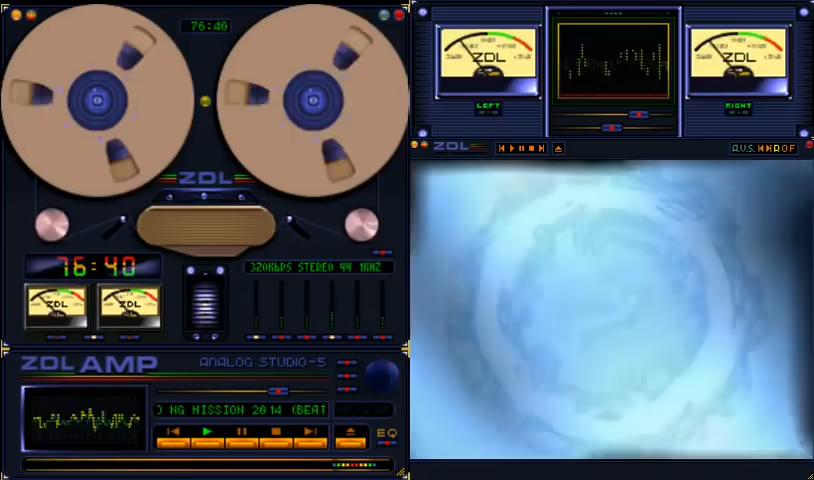 76:40
ZDL
76:40
320KBPS STEREO 44 1KHZ
ZDL
ZDL
ZDL AMP
ANALOG STUDIO-5
NG MISSION 2014 (BEAT
EQ
ZDL
LEFT
ZDL
RIGHT
ZDL
A.V.S.
R O F